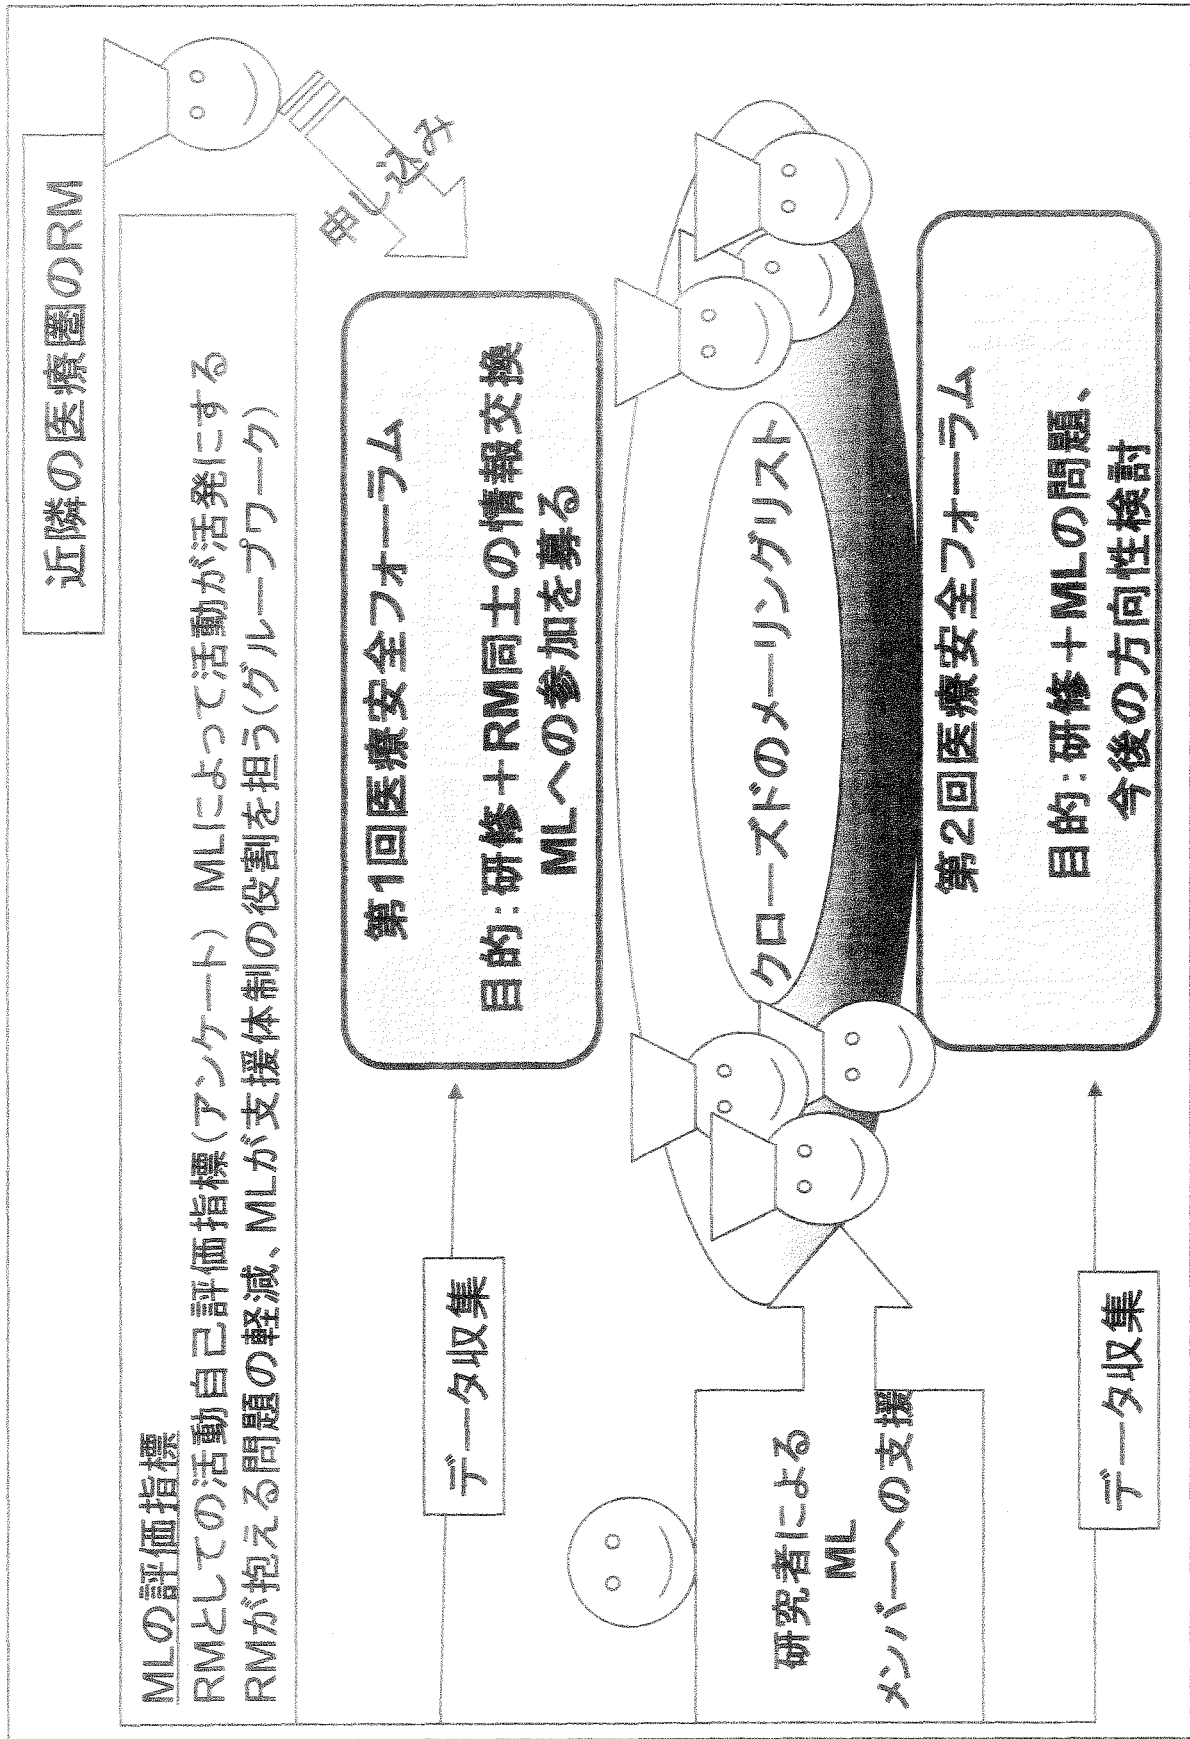 近隣の医療圏のRM
申し込み
MLの評価指標
RMとしての活動自己評価指標(アンケート) MLによって活動が活発にする
RMが抱える問題の軽減、MLが支援体制の役割を担う(グループワーク)
データ収集
第1回医療安全フォーラム
目的:研修+RM同士の情報交換
MLへの参加を募る
研究者による
ML
メンバーへの支援
クローズドのメーリングリスト
データ収集
第2回医療安全フォーラム
目的:研修+MLの問題、
今後の方向性検討